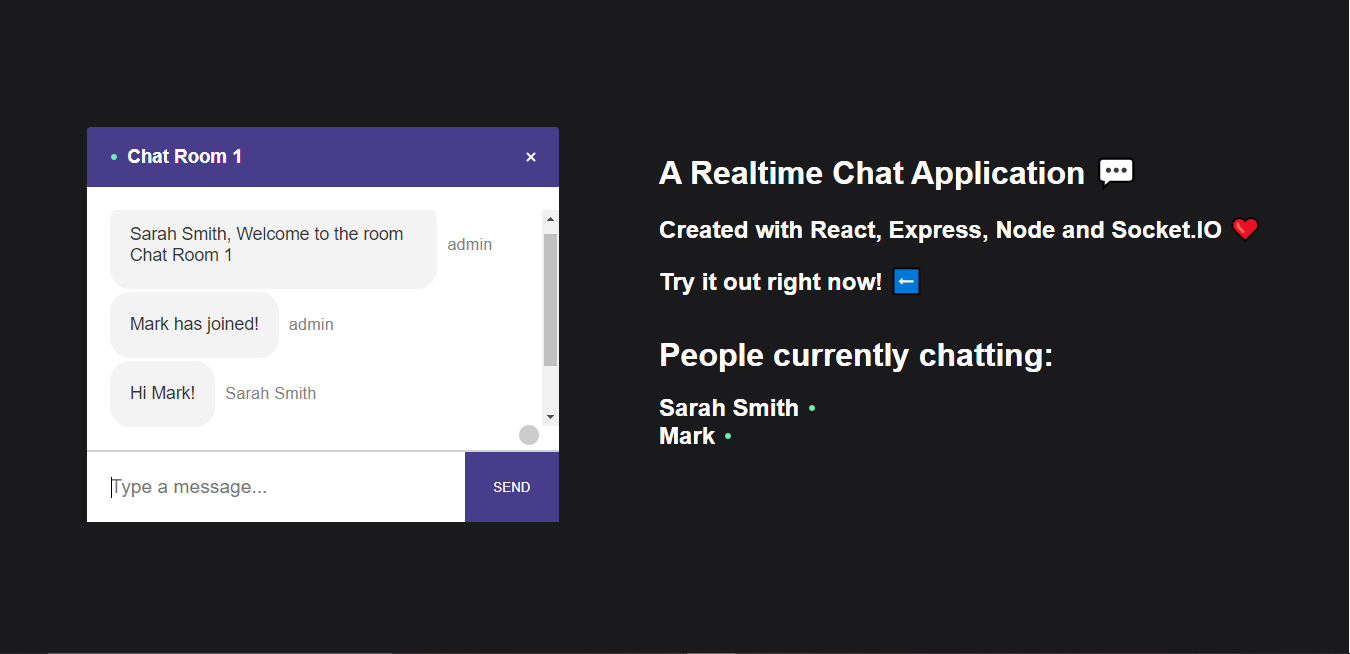 Chat Room 1
×
Sarah Smith, Welcome to the room
Chat Room 1
admin
Mark has joined!
admin
Hi Mark!
Sarah Smith
Type a message...
SEND
A Realtime Chat Application 💬
Created with React, Express, Node and Socket.IO ❤️
Try it out right now! ⬅️
People currently chatting:
Sarah Smith
Mark